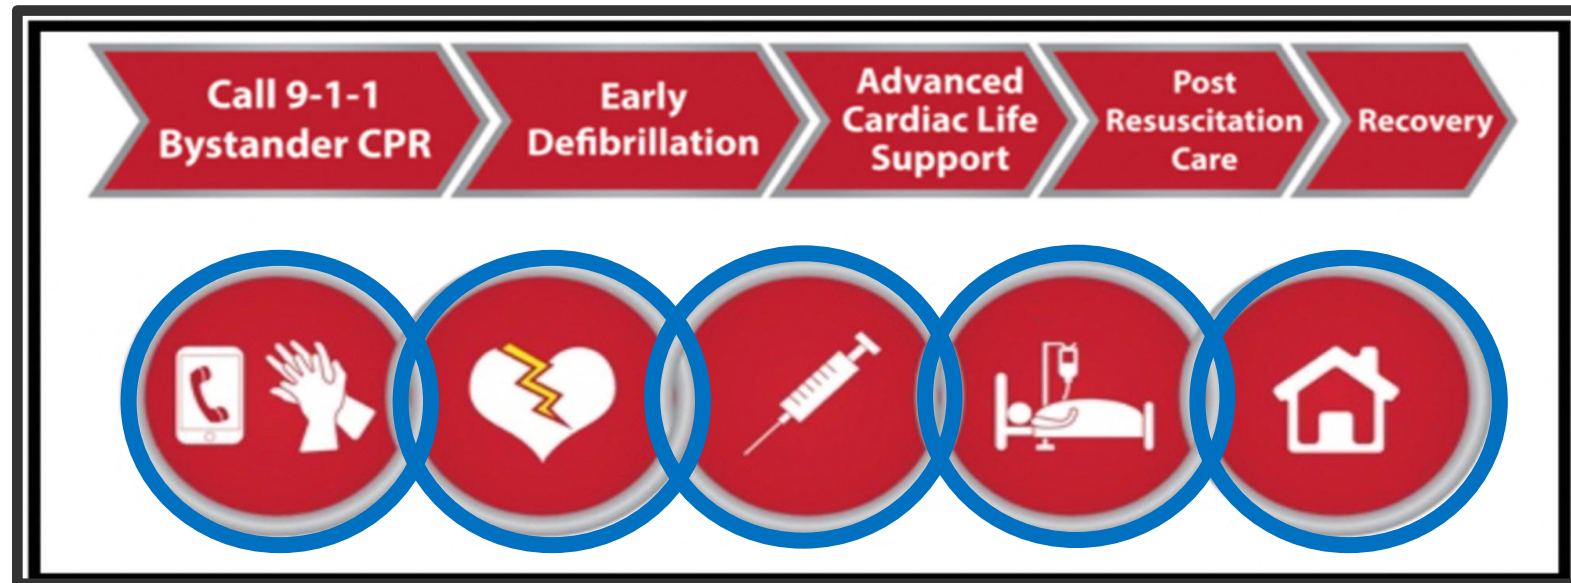 Call 9-1-1
Bystander CPR
Early
Defibrillation
Advanced
Cardiac Life
Support
Post
Resuscitation
Care
Recovery